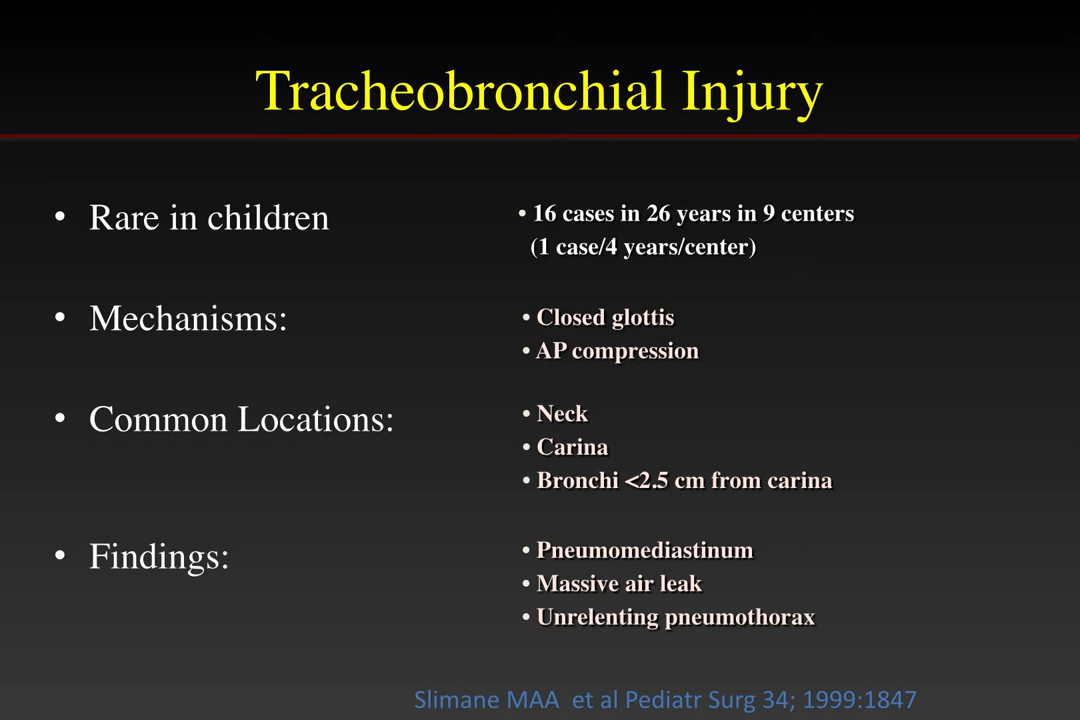 Tracheobronchial Injury
• Rare in children
• 16 cases in 26 years in 9 centers
(1 case/4 years/center)
• Mechanisms:
• Closed glottis
• AP compression
• Common Locations:
• Neck
• Carina
• Bronchi <2.5 cm from carina
• Findings:
• Pneumomediastinum
• Massive air leak
• Unrelenting pneumothorax
Slimane MAA et al Pediatr Surg 34; 1999:1847